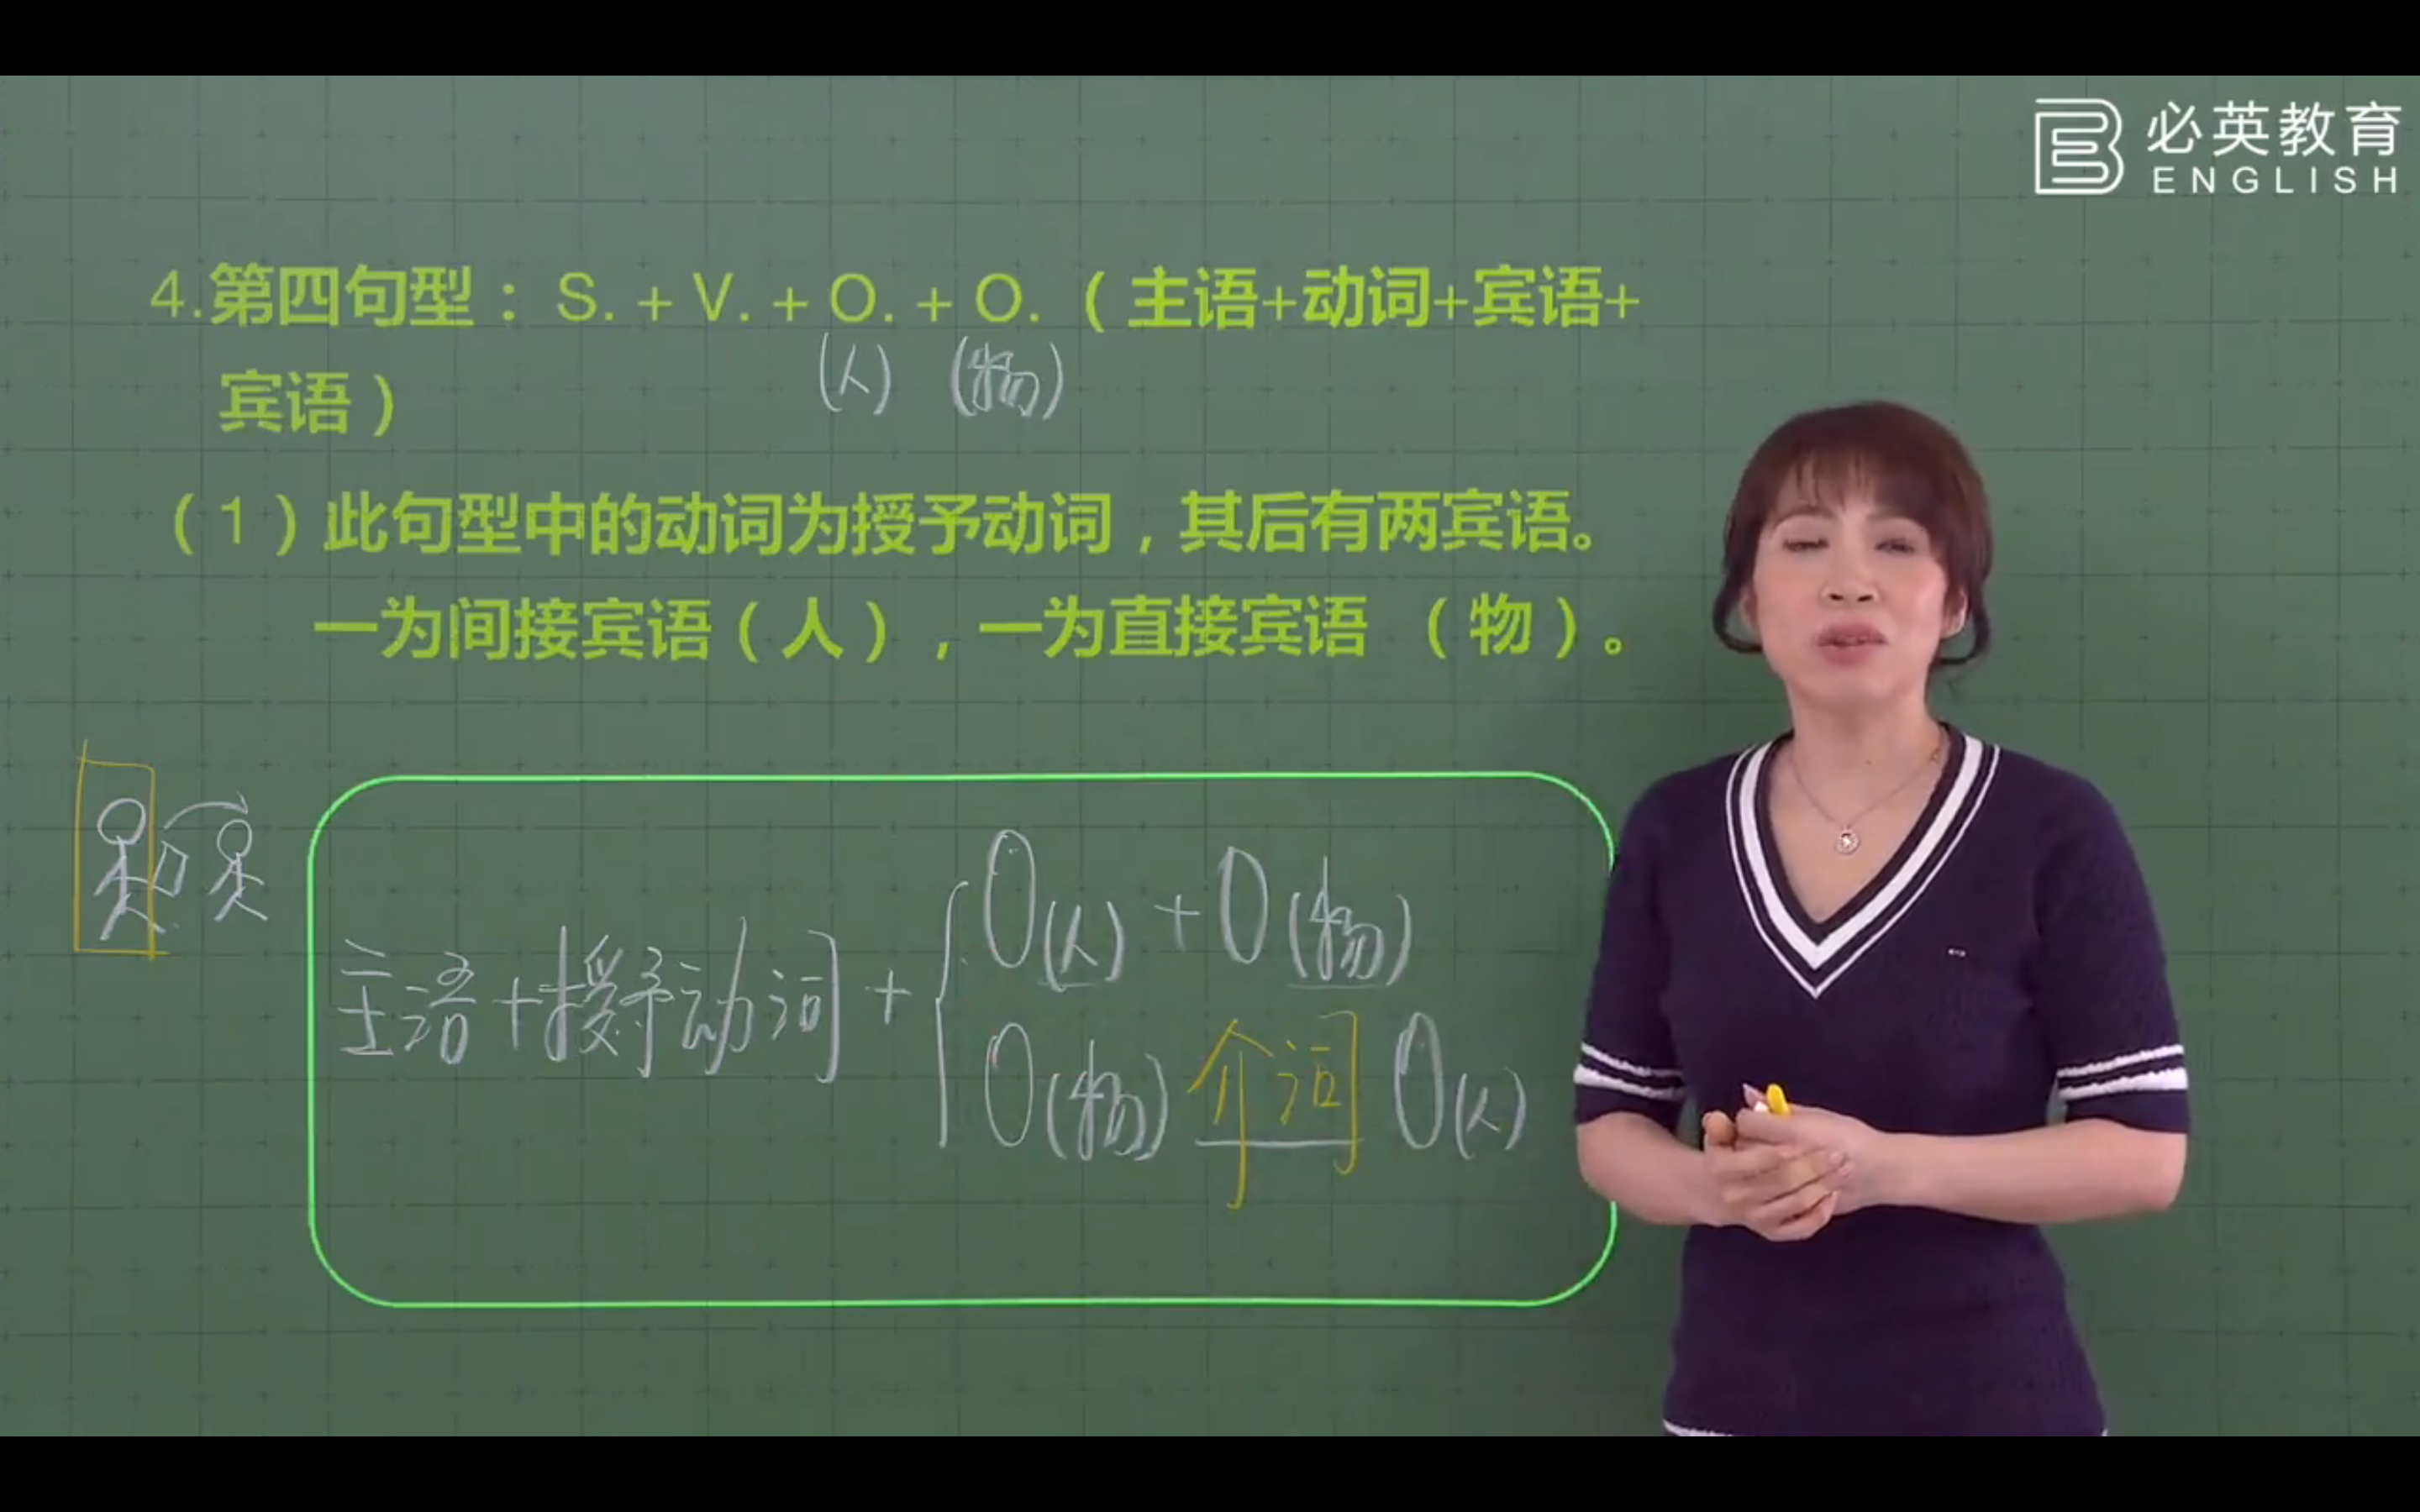 必英教育
ENGLISH
4.第四句型：S. + V. + O. + O.（主语+动词+宾语+
(人) (物)
宾语）
（1）此句型中的动词为授予动词，其后有两宾语。
一为间接宾语（人），一为直接宾语 （物）。
O(人) + O(物)
主语+授予动词 +
O(物) 介词 O(人)